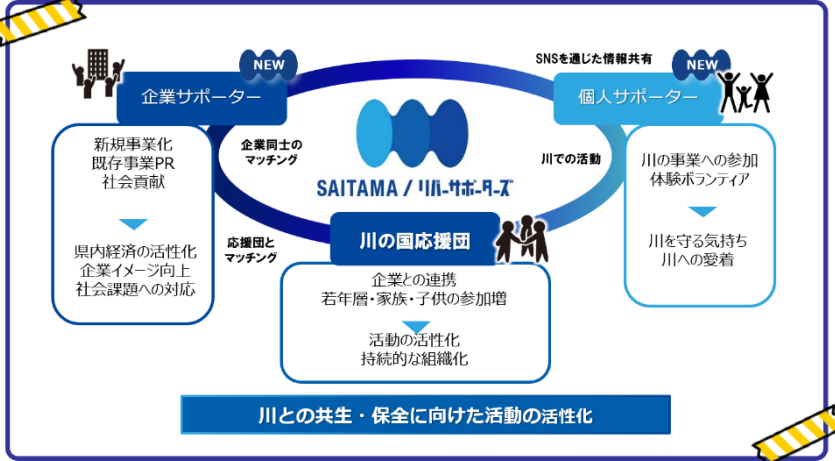 NEW
企業サポーター
新規事業化
既存事業PR
社会貢献
県内経済の活性化
企業イメージ向上
社会課題への対応
SNSを通じた情報共有
NEW
個人サポーター
川の事業への参加
体験ボランティア
川を守る気持ち
川への愛着
企業同士の
マッチング
川での活動
SAITAMA / リバーサポーターズ
応援団と
マッチング
川の国応援団
企業との連携
若年層・家族・子供の参加増
活動の活性化
持続的な組織化
川との共生・保全に向けた活動の活性化